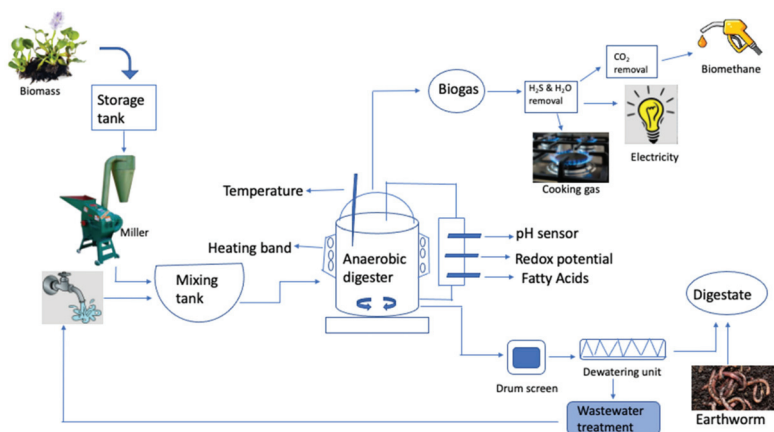 Biomass
Storage
tank
Miller
Mixing
tank
Temperature
Heating band
Anaerobic
digester
Biogas
H₂S & H₂O
removal
CO₂
removal
Biomethane
Electricity
Cooking gas
pH sensor
Redox potential
Fatty Acids
Digestate
Drum screen
Dewatering unit
Earthworm
Wastewater
treatment